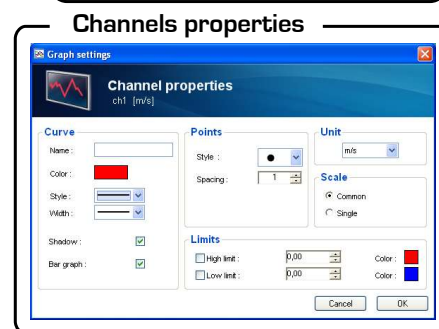 Channels properties
Graph settings
Channel properties
ch1 [m/s]
Curve
Name :
Color :
Style :
Width :
Shadow :
Bar graph :
Points
Style :
Spacing : 1
Unit
m/s
Scale
Common
Single
Limits
High limit : 0,00 Color :
Low limit : 0,00 Color :
Cancel OK